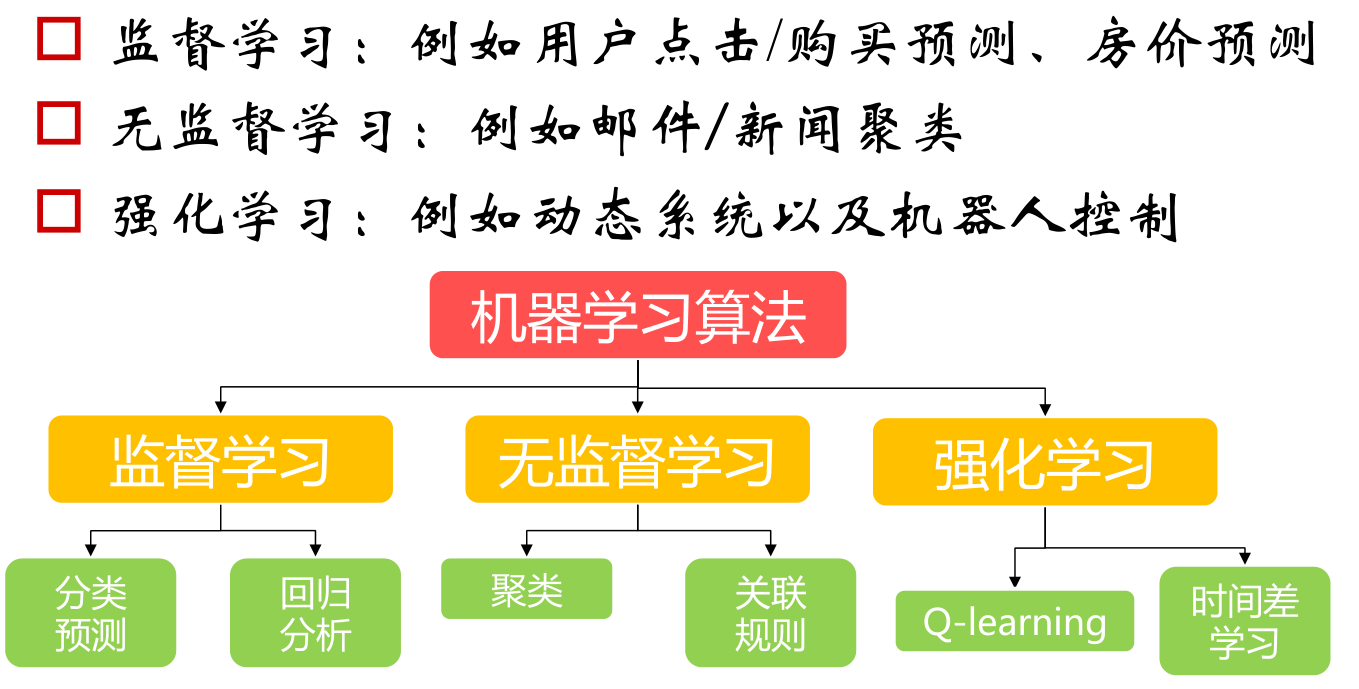 监督学习：例如用户点击/购买预测、房价预测
无监督学习：例如邮件/新闻聚类
强化学习：例如动态系统以及机器人控制
机器学习算法
监督学习
无监督学习
强化学习
分类
预测
回归
分析
聚类
关联
规则
Q-learning
时间差
学习